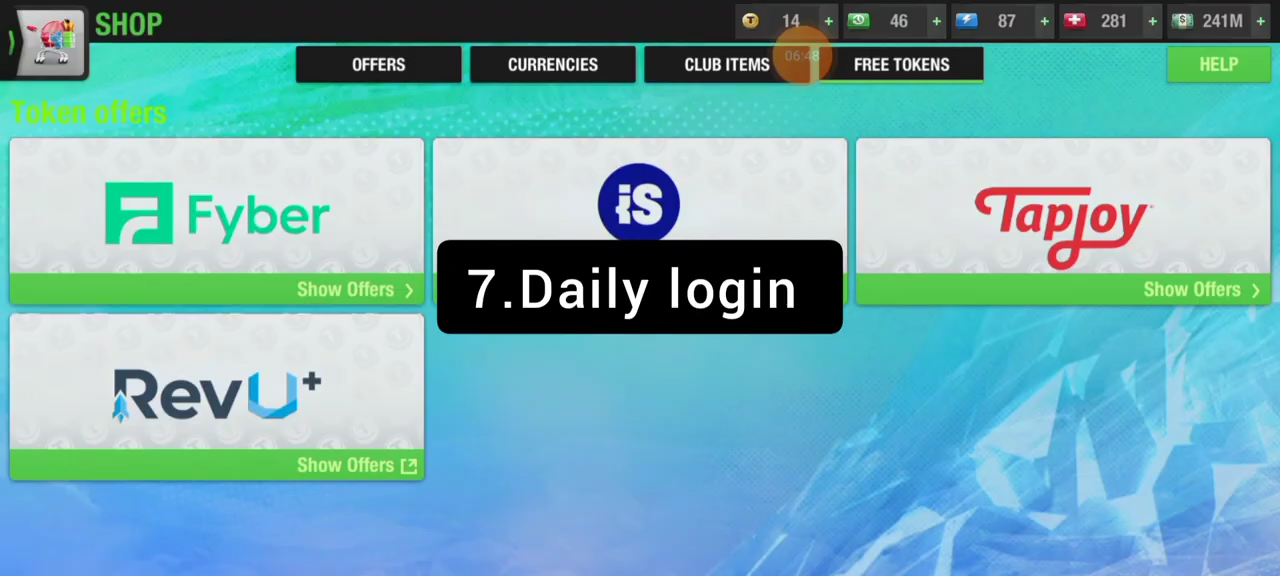 SHOP
T 14 + 46 + 87 + 281 + $ 241M +
06:48
OFFERS CURRENCIES CLUB ITEMS FREE TOKENS HELP
Token offers
Fyber
iS
Tapjoy
7.Daily login
Show Offers
Show Offers
RevU+
Show Offers